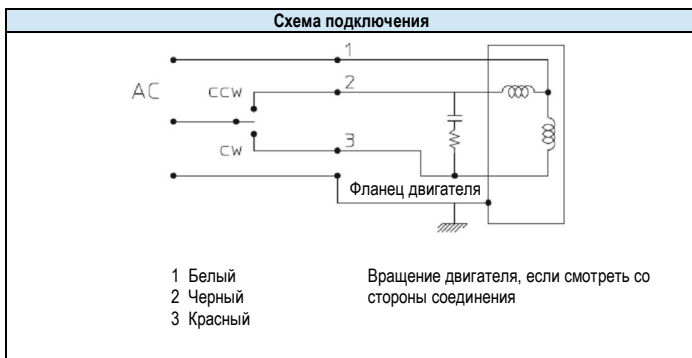 Схема подключения
1
AC
CCW
2
CW
3
Фланец двигателя
1 Белый
2 Черный
3 Красный
Вращение двигателя, если смотреть со
стороны соединения